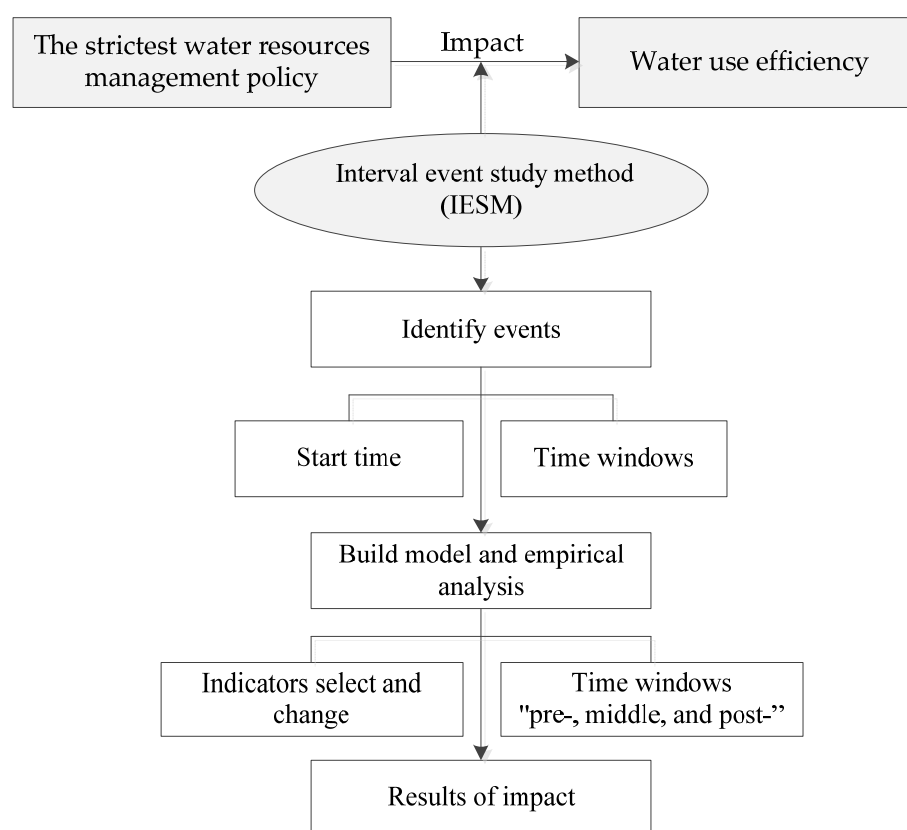 The strictest water resources
management policy
Impact
Water use efficiency
Interval event study method
(IESM)
Identify events
Start time
Time windows
Build model and empirical
analysis
Indicators select and
change
Time windows
"pre-, middle, and post-”
Results of impact